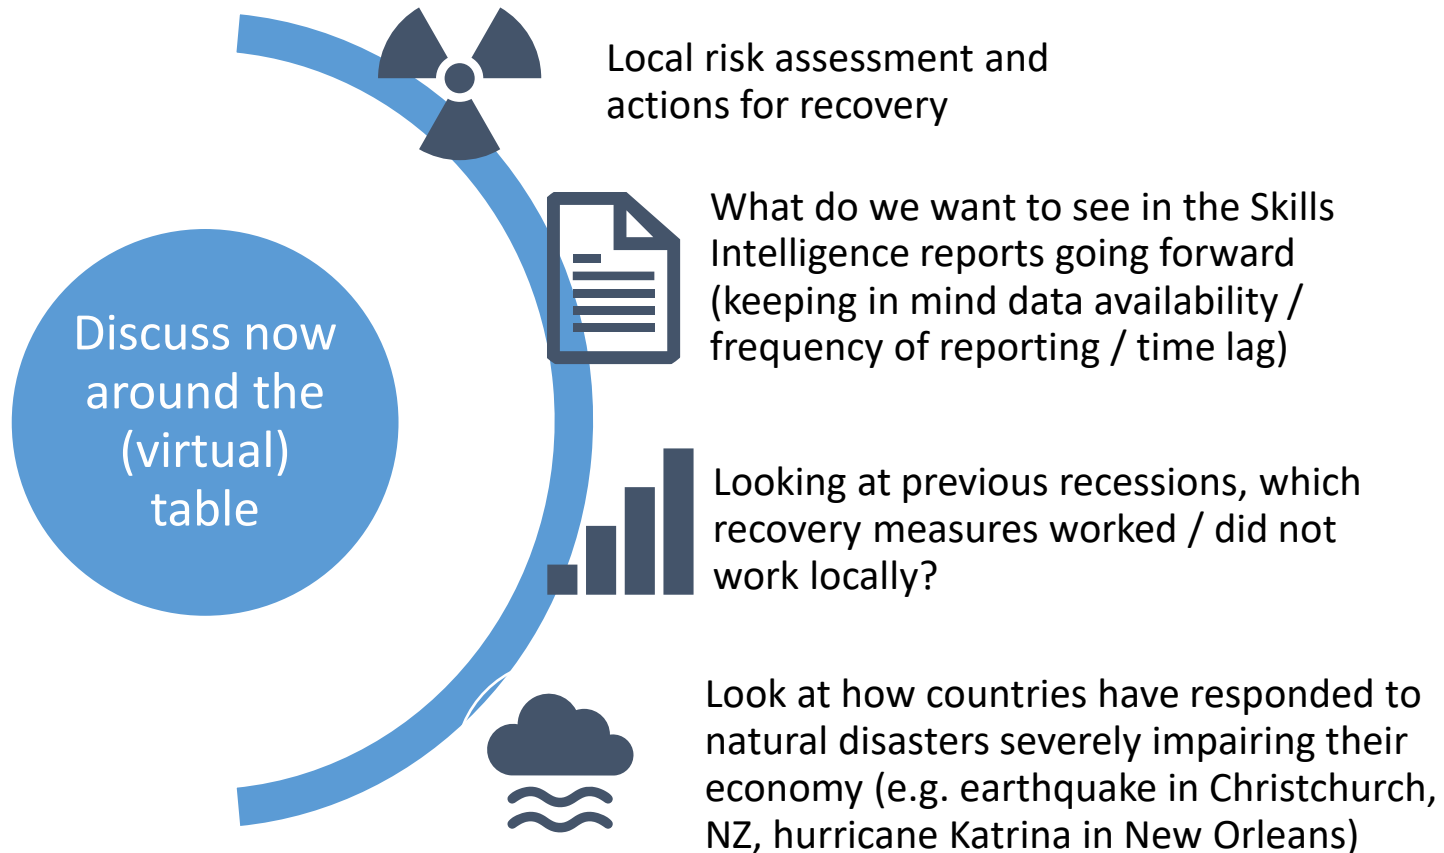 Discuss now
around the
(virtual)
table
Local risk assessment and
actions for recovery
What do we want to see in the Skills
Intelligence reports going forward
(keeping in mind data availability /
frequency of reporting / time lag)
Looking at previous recessions, which
recovery measures worked / did not
work locally?
Look at how countries have responded to
natural disasters severely impairing their
economy (e.g. earthquake in Christchurch,
NZ, hurricane Katrina in New Orleans)